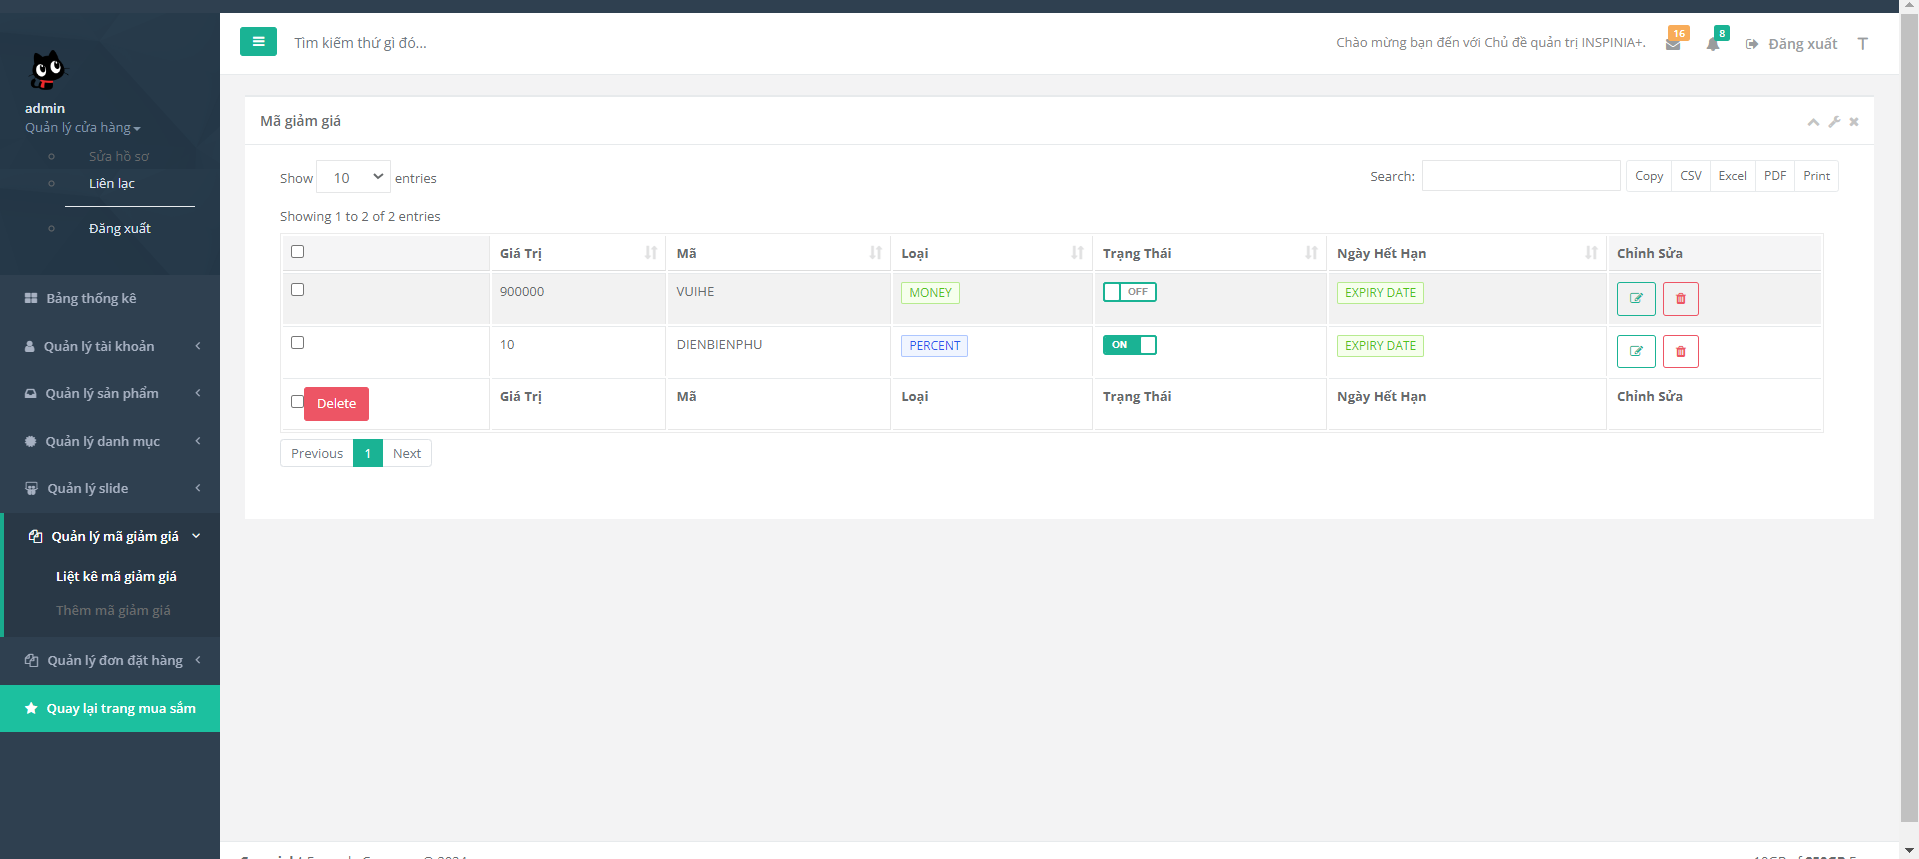 Tìm kiếm thứ gì đó...
Chào mừng bạn đến với Chủ đề quản trị INSPINIA+.
16
8
Đăng xuất
admin
Quản lý cửa hàng
Sửa hồ sơ
Liên lạc
Đăng xuất
Bảng thống kê
Quản lý tài khoản
Quản lý sản phẩm
Quản lý danh mục
Quản lý slide
Quản lý mã giảm giá
Liệt kê mã giảm giá
Thêm mã giảm giá
Quản lý đơn đặt hàng
Quay lại trang mua sắm
Mã giảm giá
Show 10 entries
Search:
Copy CSV Excel PDF Print
Showing 1 to 2 of 2 entries
Giá Trị Mã Loại Trạng Thái Ngày Hết Hạn Chỉnh Sửa
900000 VUIHE MONEY OFF EXPIRY DATE
10 DIENBIENPHU PERCENT ON EXPIRY DATE
Delete Giá Trị Mã Loại Trạng Thái Ngày Hết Hạn Chỉnh Sửa
Previous 1 Next